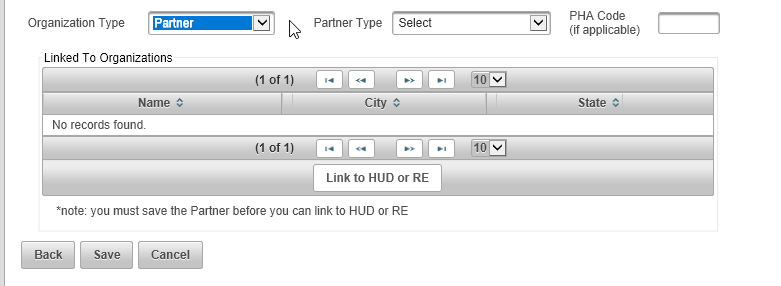 Organization Type Partner Partner Type Select PHA Code
(if applicable)
Linked To Organizations
(1 of 1) 10
Name City State
No records found.
(1 of 1) 10
Link to HUD or RE
*note: you must save the Partner before you can link to HUD or RE
Back Save Cancel